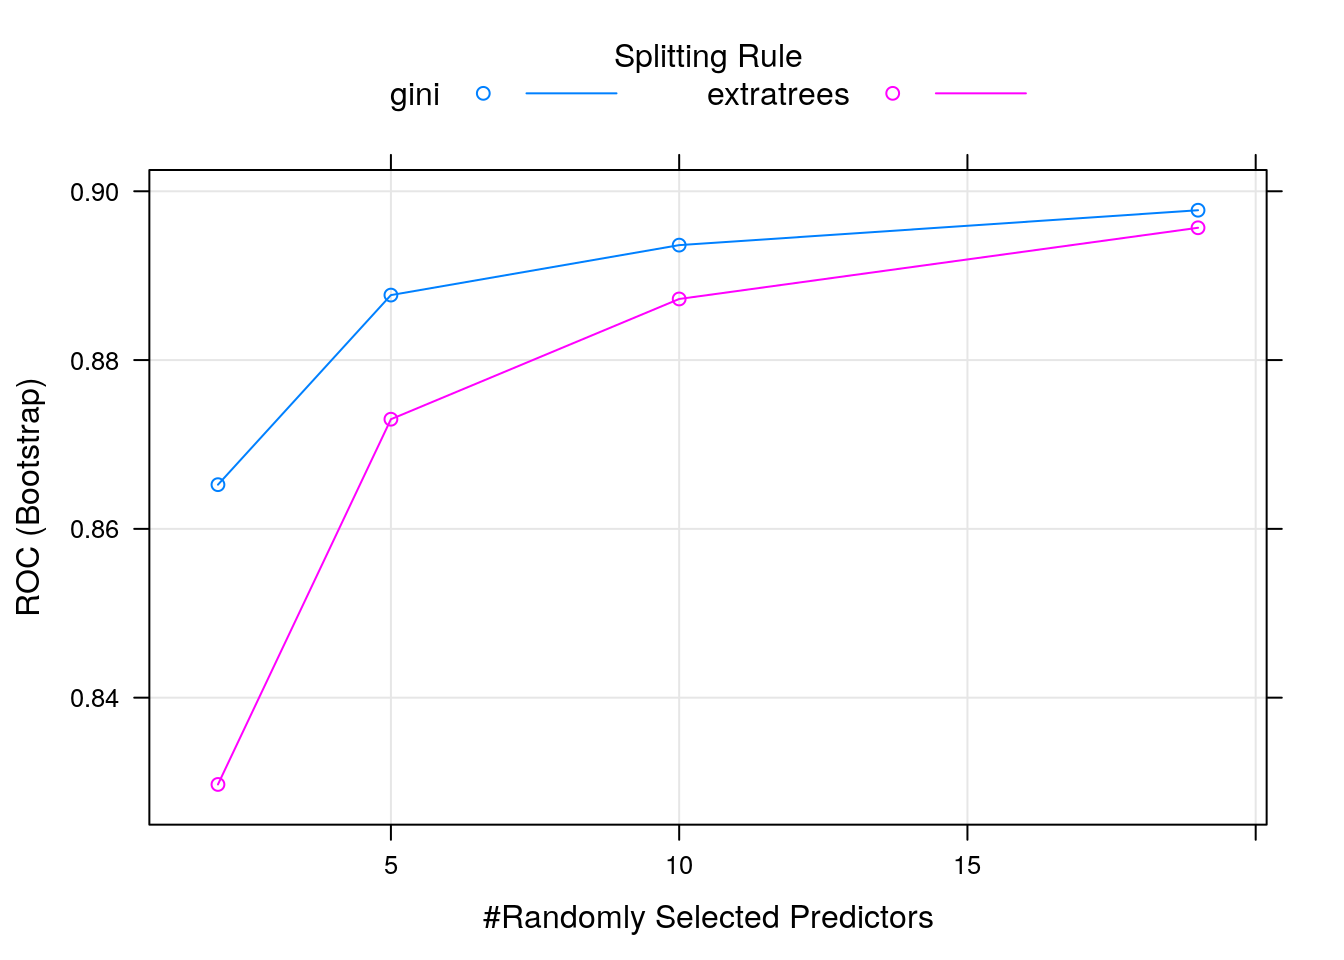 Splitting Rule
gini extratrees
0.90
0.88
0.86
0.84
ROC (Bootstrap)
5 10 15
#Randomly Selected Predictors